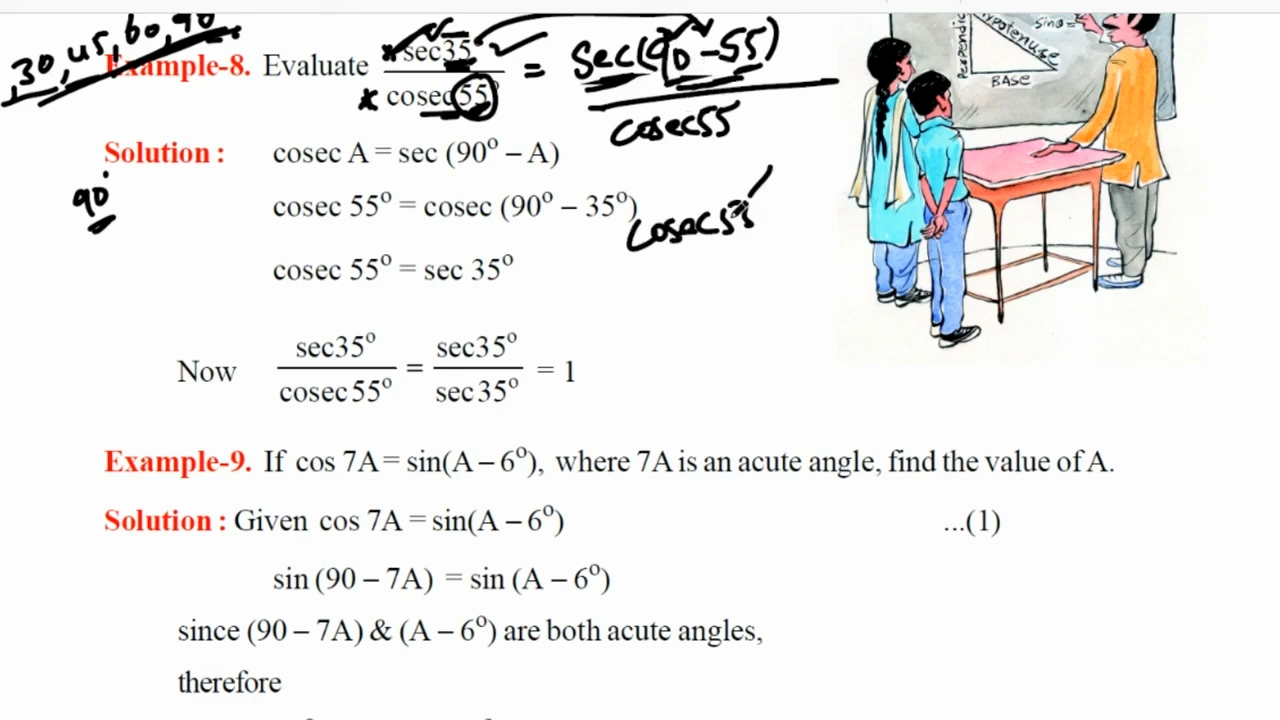 , 30, 45, 60, 90
Example-8. Evaluate sec35° / cosec55° = Sec(90°-55) / cosec55
Solution : cosec A = sec (90° – A)
90°
cosec 55° = cosec (90° – 35°)
cosec55
cosec 55° = sec 35°
Now sec35° / cosec55° = sec35° / sec35° = 1
Example-9. If cos 7A = sin(A – 6°), where 7A is an acute angle, find the value of A.
Solution : Given cos 7A = sin(A – 6°) ...(1)
sin (90 – 7A) = sin (A – 6°)
since (90 – 7A) & (A – 6°) are both acute angles,
therefore
sinθ=
Hypotenuse
BASE